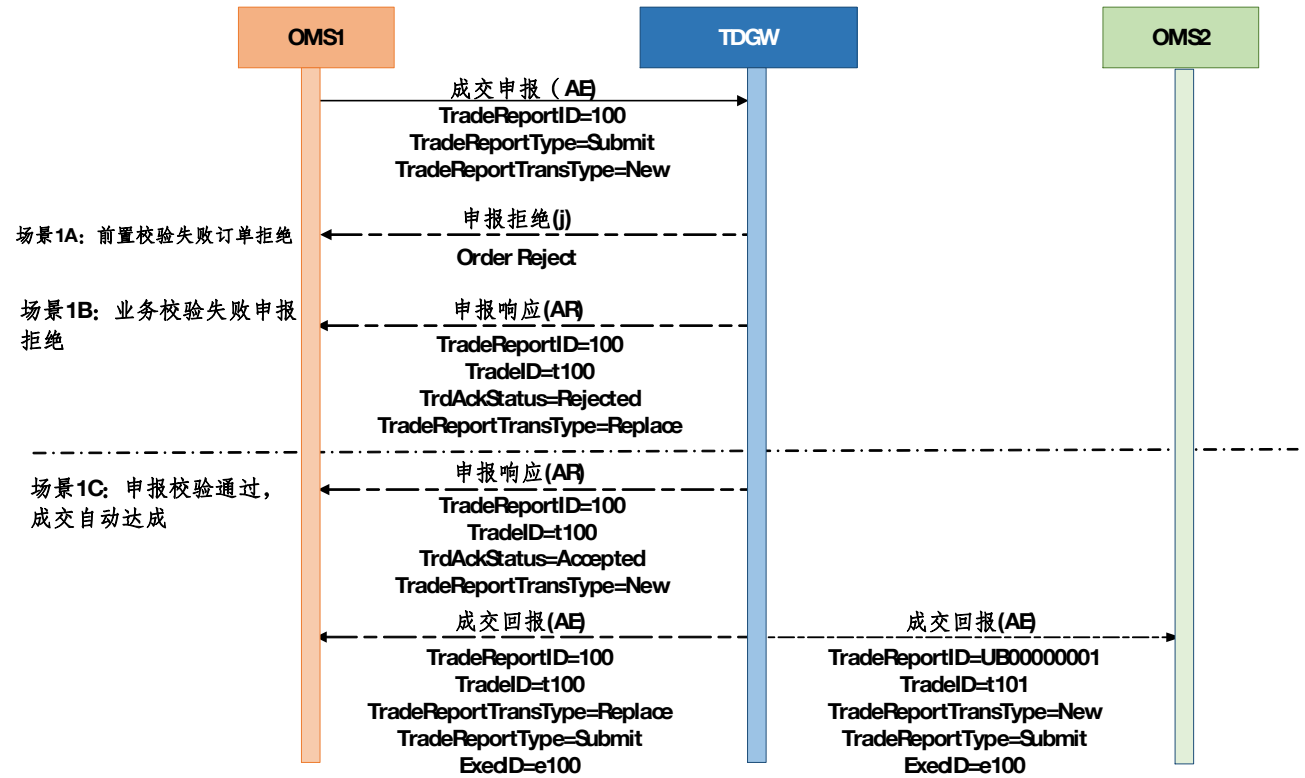 OMS1
TDGW
OMS2
成交申报（AE)
TradeReportID=100
TradeReportType=Submit
TradeReportTransType=New
场景1A：前置校验失败订单拒绝
申报拒绝(j)
Order Reject
场景1B：业务校验失败申报
拒绝
申报响应(AR)
TradeReportID=100
TradeID=t100
TrdAckStatus=Rejected
TradeReportTransType=Replace
场景1C：申报校验通过，
成交自动达成
申报响应(AR)
TradeReportID=100
TradeID=t100
TrdAckStatus=Accepted
TradeReportTransType=New
成交回报(AE)
TradeReportID=100
TradeID=t100
TradeReportTransType=Replace
TradeReportType=Submit
ExecID=e100
成交回报(AE)
TradeReportID=UB00000001
TradeID=t101
TradeReportTransType=New
TradeReportType=Submit
ExecID=e100